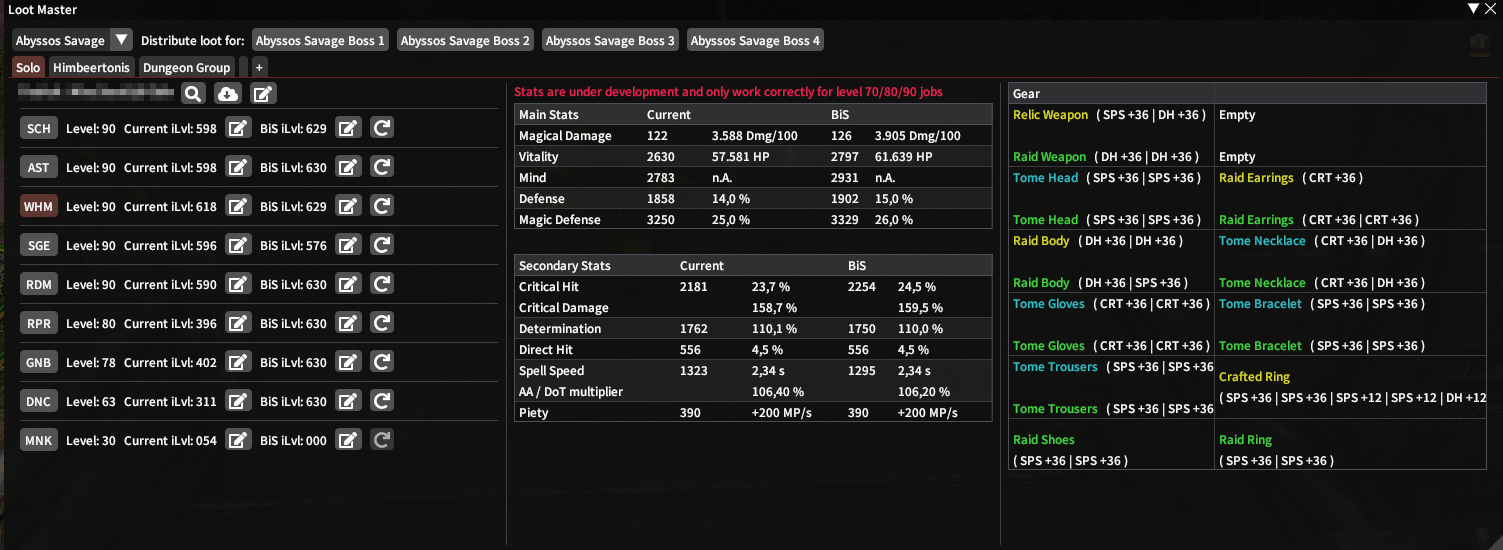 Loot Master
Abyssos Savage Distribute loot for: Abyssos Savage Boss 1 Abyssos Savage Boss 2 Abyssos Savage Boss 3 Abyssos Savage Boss 4
Solo Himbeertonis Dungeon Group +
SCH Level: 90 Current iLvl: 598 BiS iLvl: 629
AST Level: 90 Current iLvl: 598 BiS iLvl: 630
WHM Level: 90 Current iLvl: 618 BiS iLvl: 629
SGE Level: 90 Current iLvl: 596 BiS iLvl: 576
RDM Level: 90 Current iLvl: 590 BiS iLvl: 630
RPR Level: 80 Current iLvl: 396 BiS iLvl: 630
GNB Level: 78 Current iLvl: 402 BiS iLvl: 630
DNC Level: 63 Current iLvl: 311 BiS iLvl: 630
MNK Level: 30 Current iLvl: 054 BiS iLvl: 000
Stats are under development and only work correctly for level 70/80/90 jobs
Main Stats Current BiS
Magical Damage 122 3.588 Dmg/100 126 3.905 Dmg/100
Vitality 2630 57.581 HP 2797 61.639 HP
Mind 2783 n.A. 2931 n.A.
Defense 1858 14,0 % 1902 15,0 %
Magic Defense 3250 25,0 % 3329 26,0 %
Secondary Stats Current BiS
Critical Hit 2181 23,7 % 2254 24,5 %
Critical Damage 158,7 % 159,5 %
Determination 1762 110,1 % 1750 110,0 %
Direct Hit 556 4,5 % 556 4,5 %
Spell Speed 1323 2,34 s 1295 2,34 s
AA / DoT multiplier 106,40 % 106,20 %
Piety 390 +200 MP/s 390 +200 MP/s
Gear
Relic Weapon ( SPS +36 | DH +36 ) Empty
Raid Weapon ( DH +36 | DH +36 ) Empty
Tome Head ( SPS +36 | SPS +36 ) Raid Earrings ( CRT +36 )
Tome Head ( SPS +36 | SPS +36 ) Raid Earrings ( CRT +36 | CRT +36 )
Raid Body ( DH +36 | DH +36 ) Tome Necklace ( CRT +36 | DH +36 )
Raid Body ( DH +36 | SPS +36 ) Tome Necklace ( CRT +36 | DH +36 )
Tome Gloves ( CRT +36 | CRT +36 ) Tome Bracelet ( SPS +36 | SPS +36 )
Tome Gloves ( CRT +36 | CRT +36 ) Tome Bracelet ( SPS +36 | SPS +36 )
Tome Trousers ( SPS +36 | SPS +36
Crafted Ring
( SPS +36 | SPS +36 | SPS +12 | SPS +12 | DH +12
Tome Trousers ( SPS +36 | SPS +36
Raid Shoes Raid Ring
( SPS +36 | SPS +36 ) ( SPS +36 | SPS +36 )